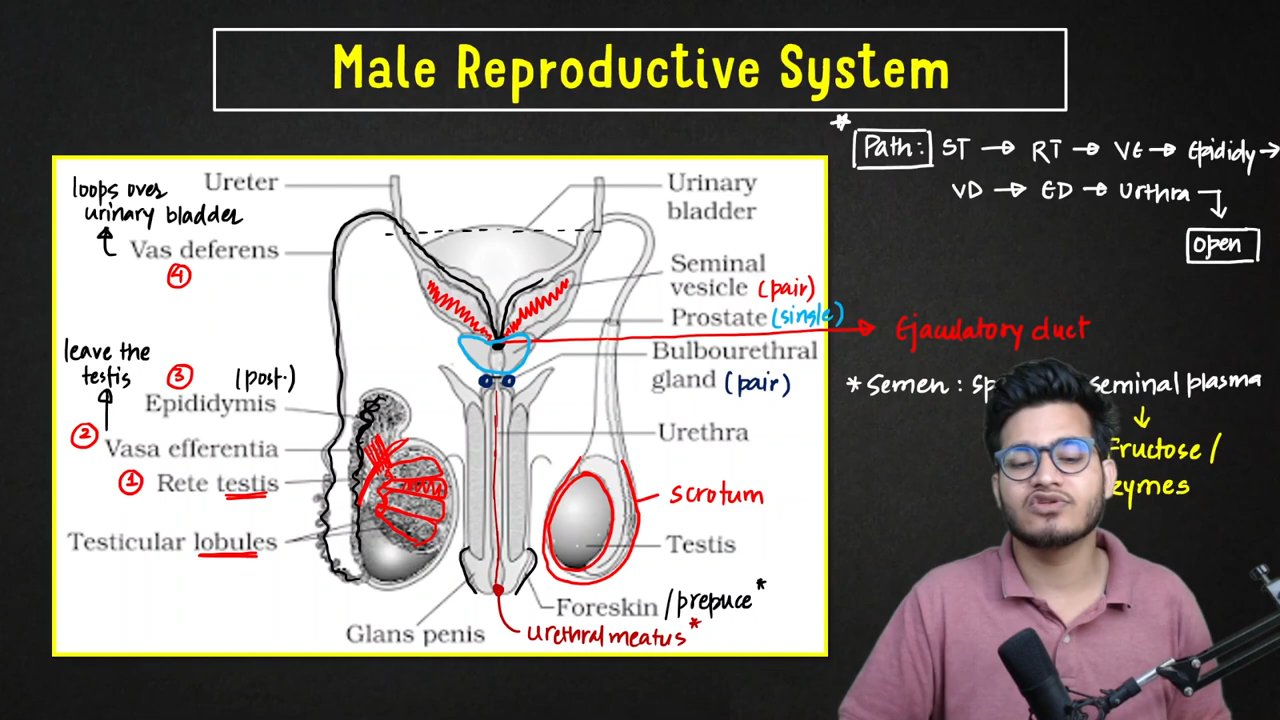 Male Reproductive System
* Path: ST → RT → VE → Epididy →
VD → ED → Urthra
Open
loops over
urinary bladder
Ureter
Vas deferens
④
leave the
testis
③ (post.)
Epididymis
② Vasa efferentia
① Rete testis
Testicular lobules
Glans penis
Urinary
bladder
Seminal
vesicle (pair)
Prostate (single)
Ejaculatory duct
Bulbourethral
gland (pair)
Urethra
scrotum
Testis
Foreskin / prepuce*
urethral meatus*
* Semen : seminal plasma
Fructose /